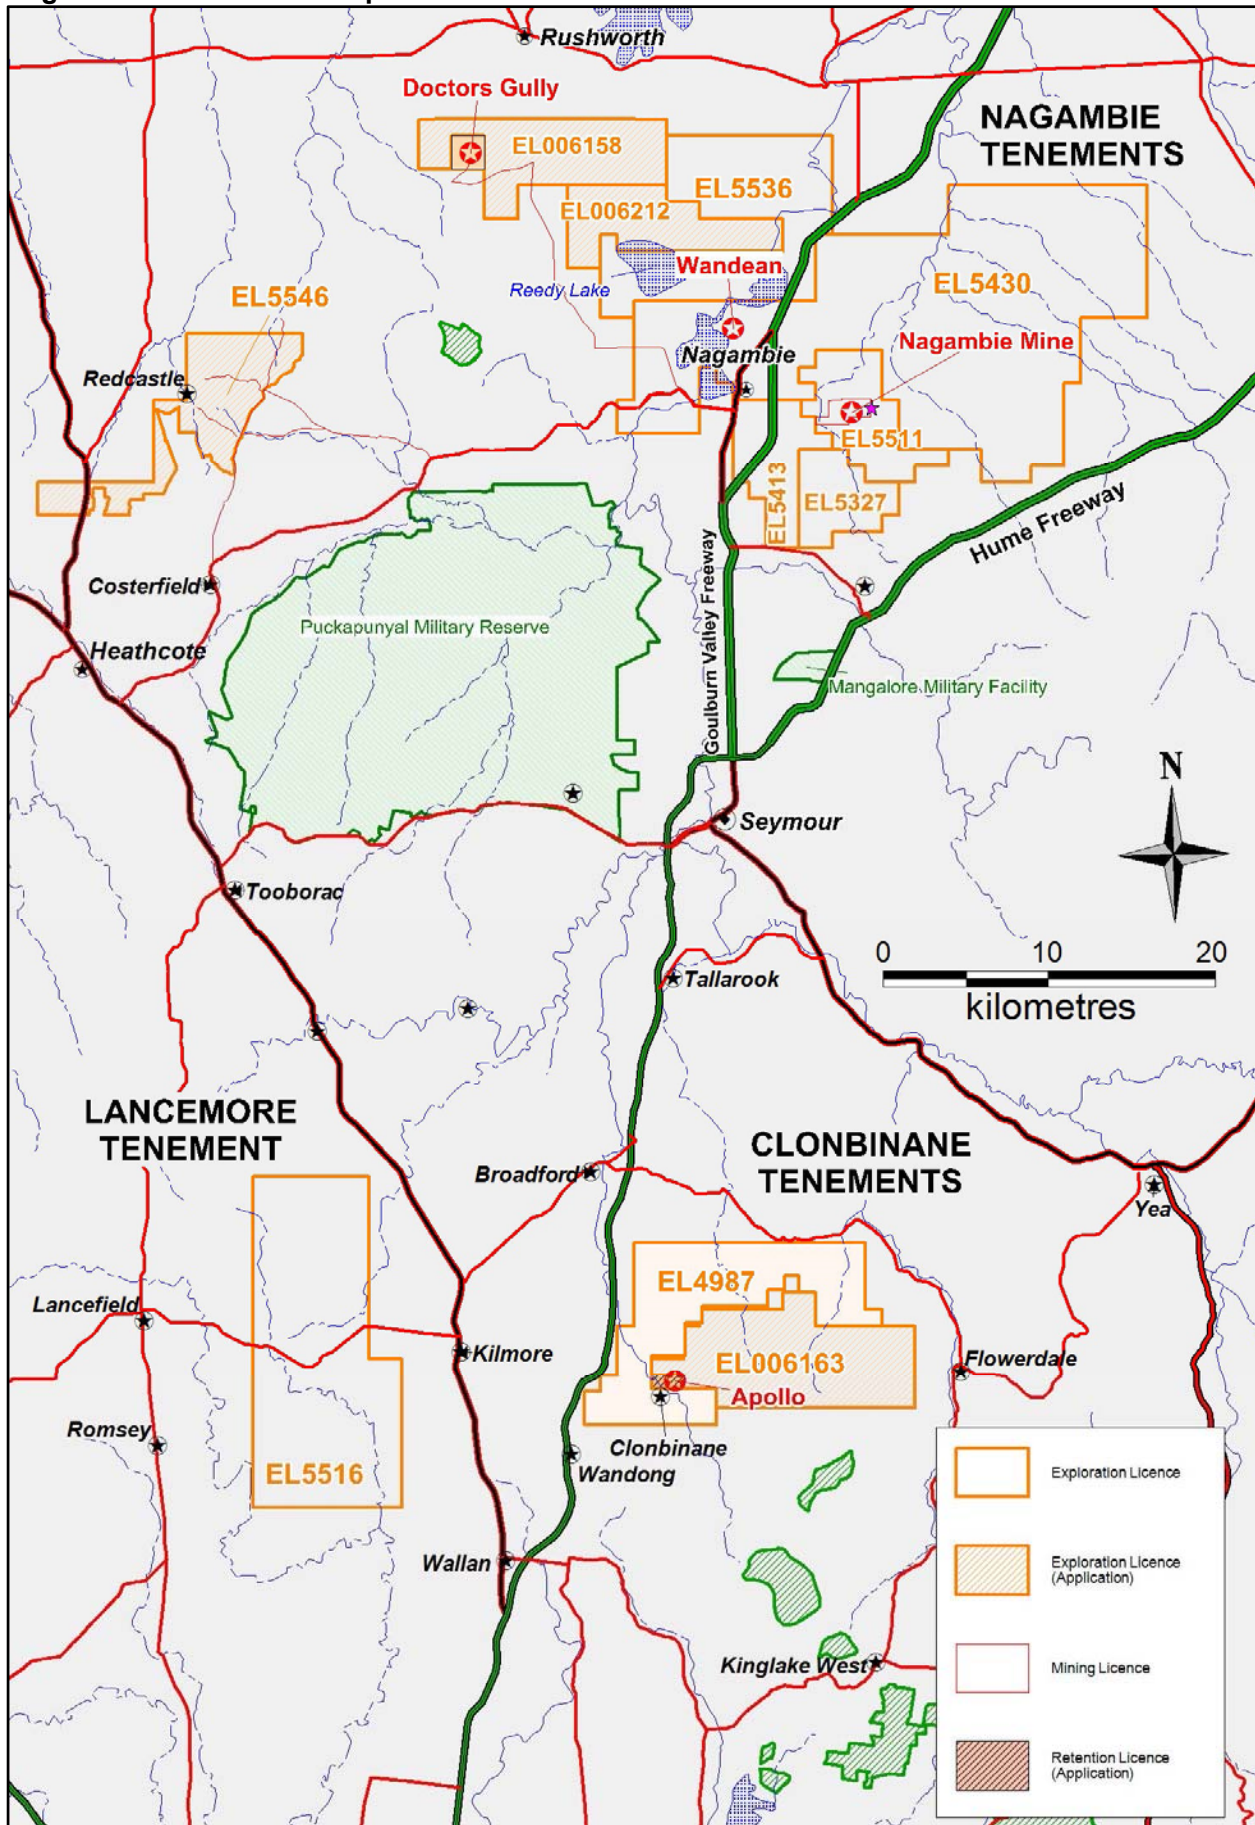 Rushworth
Doctors Gully
NAGAMBIE
TENEMENTS
EL006158
EL5536
EL006212
Wandean
Reedy Lake
EL5430
EL5546
Nagambie Mine
Nagambie
Redcastle
EL5511
EL5413
EL5327
Hume Freeway
Goulburn Valley Freeway
Costerfield
Puckapunyal Military Reserve
Heathcote
Mangalore Military Facility
N
Seymour
Tooborac
0 10 20
kilometres
Tallarook
LANCEMORE
TENEMENT
CLONBINANE
TENEMENTS
Broadford
Yea
EL4987
Lancefield
Kilmore
EL006163
Flowerdale
Apollo
Romsey
Clonbinane
Wandong
EL5516
Exploration Licence
Wallan
Exploration Licence
(Application)
Kinglake West
Mining Licence
Retention Licence
(Application)